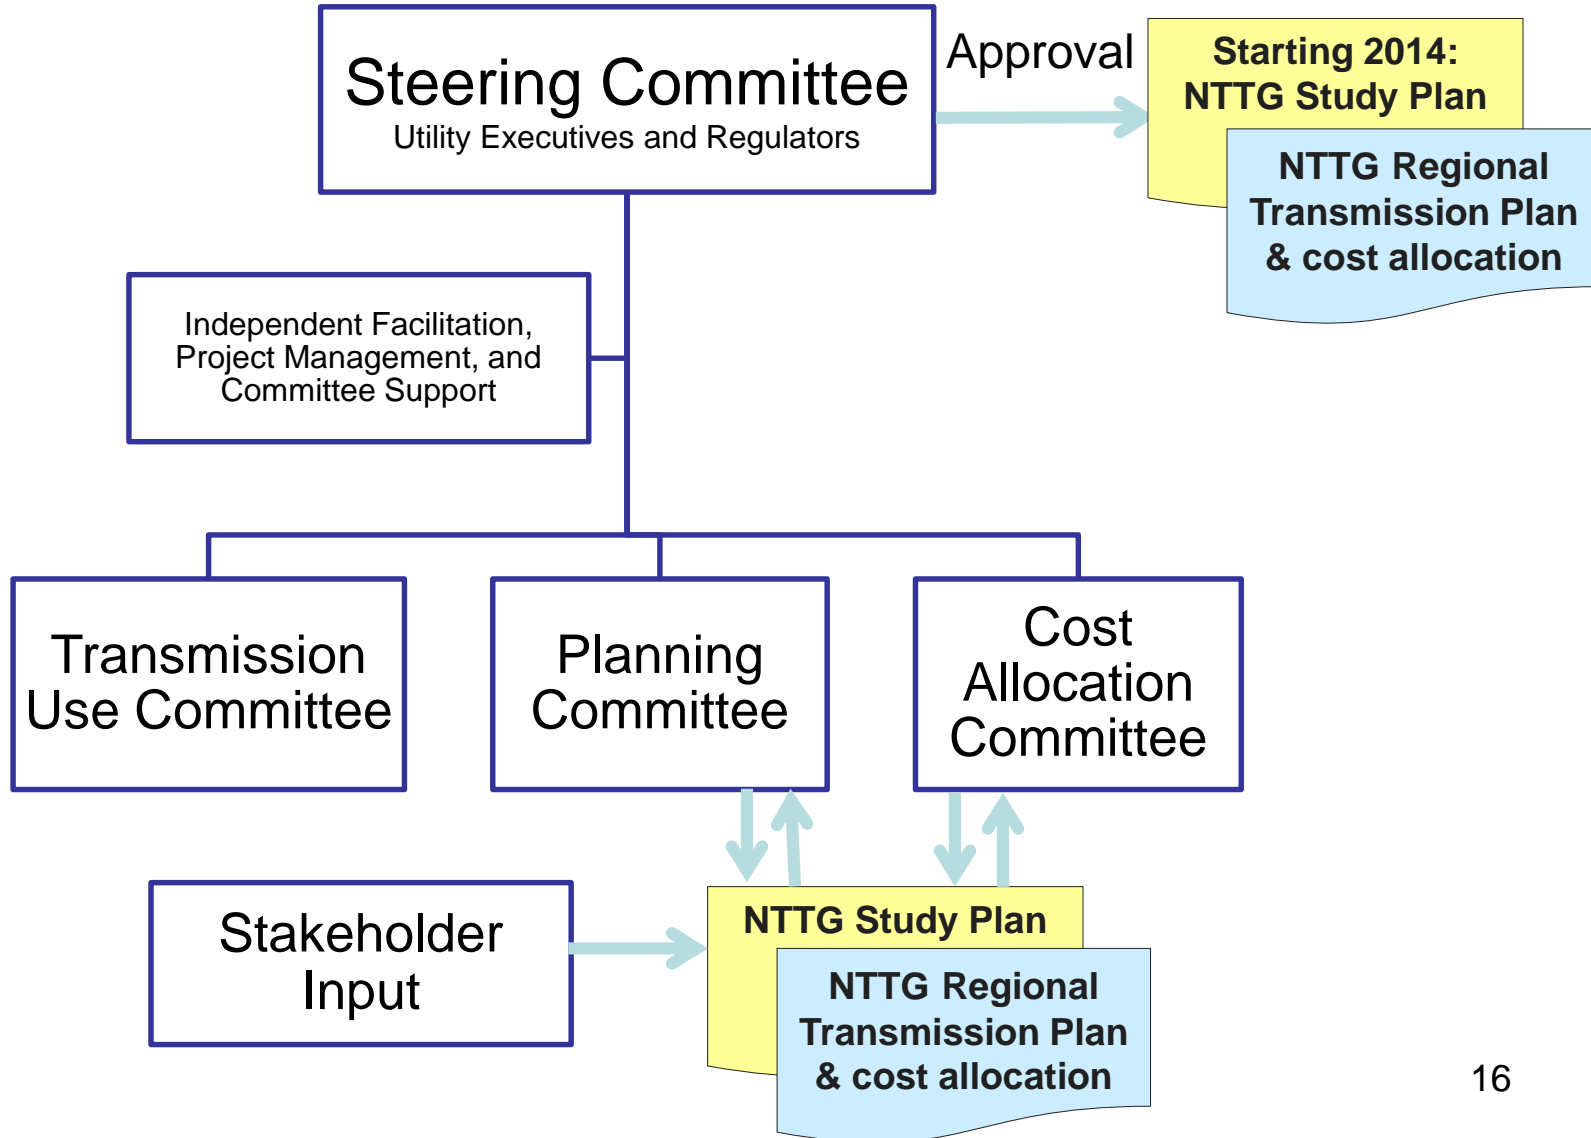 Steering Committee
Utility Executives and Regulators
Approval
Starting 2014:
NTTG Study Plan
NTTG Regional
Transmission Plan
& cost allocation
Independent Facilitation,
Project Management, and
Committee Support
Transmission
Use Committee
Planning
Committee
Cost
Allocation
Committee
Stakeholder
Input
NTTG Study Plan
NTTG Regional
Transmission Plan
& cost allocation
16